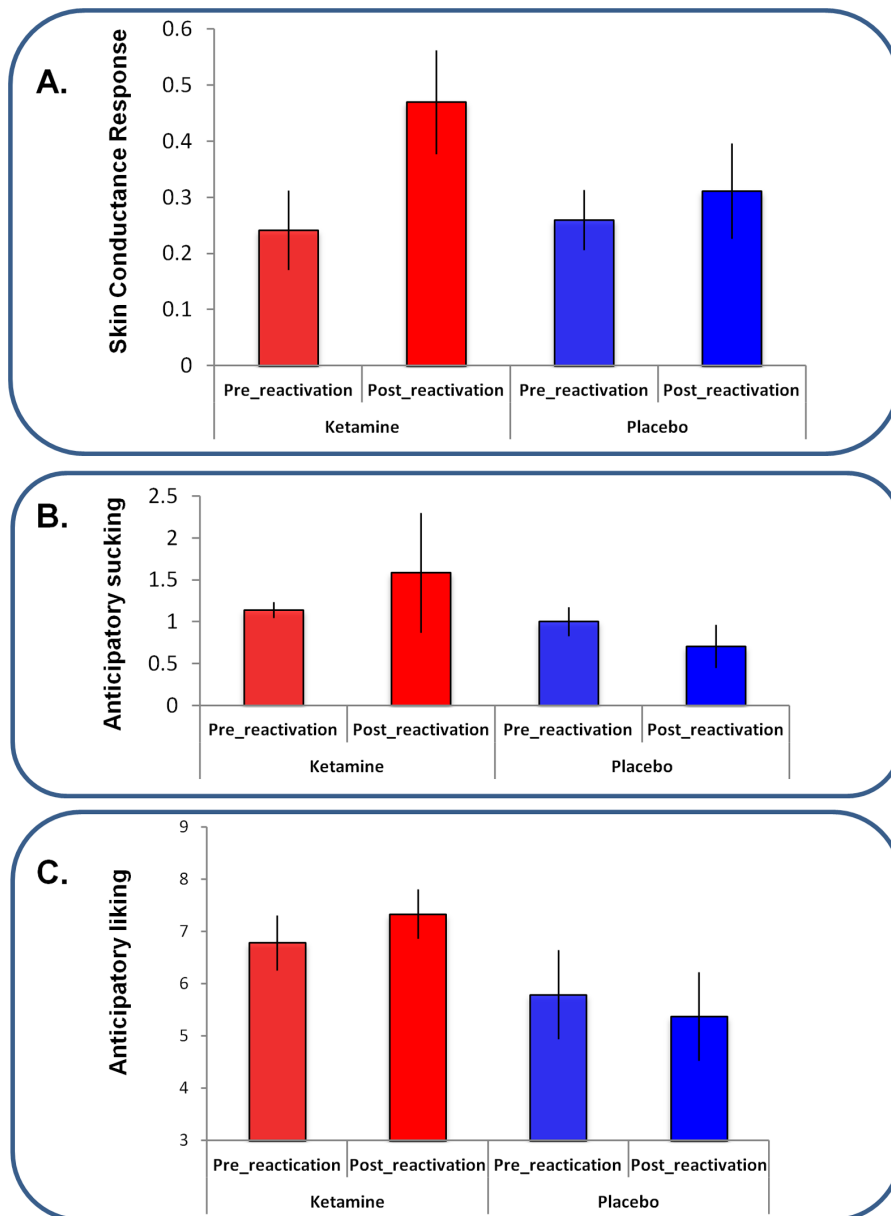 A.
Skin Conductance Response
0.6
0.5
0.4
0.3
0.2
0.1
0
Pre_reactivation Post_reactivation Pre_reactivation Post_reactivation
Ketamine Placebo
B.
Anticipatory sucking
2.5
2
1.5
1
0.5
0
Pre_reactivation Post_reactivation Pre_reactivation Post_reactivation
Ketamine Placebo
C.
Anticipatory liking
9
8
7
6
5
4
3
Pre_reactication Post_reactivation Pre_reactication Post_reactivation
Ketamine Placebo